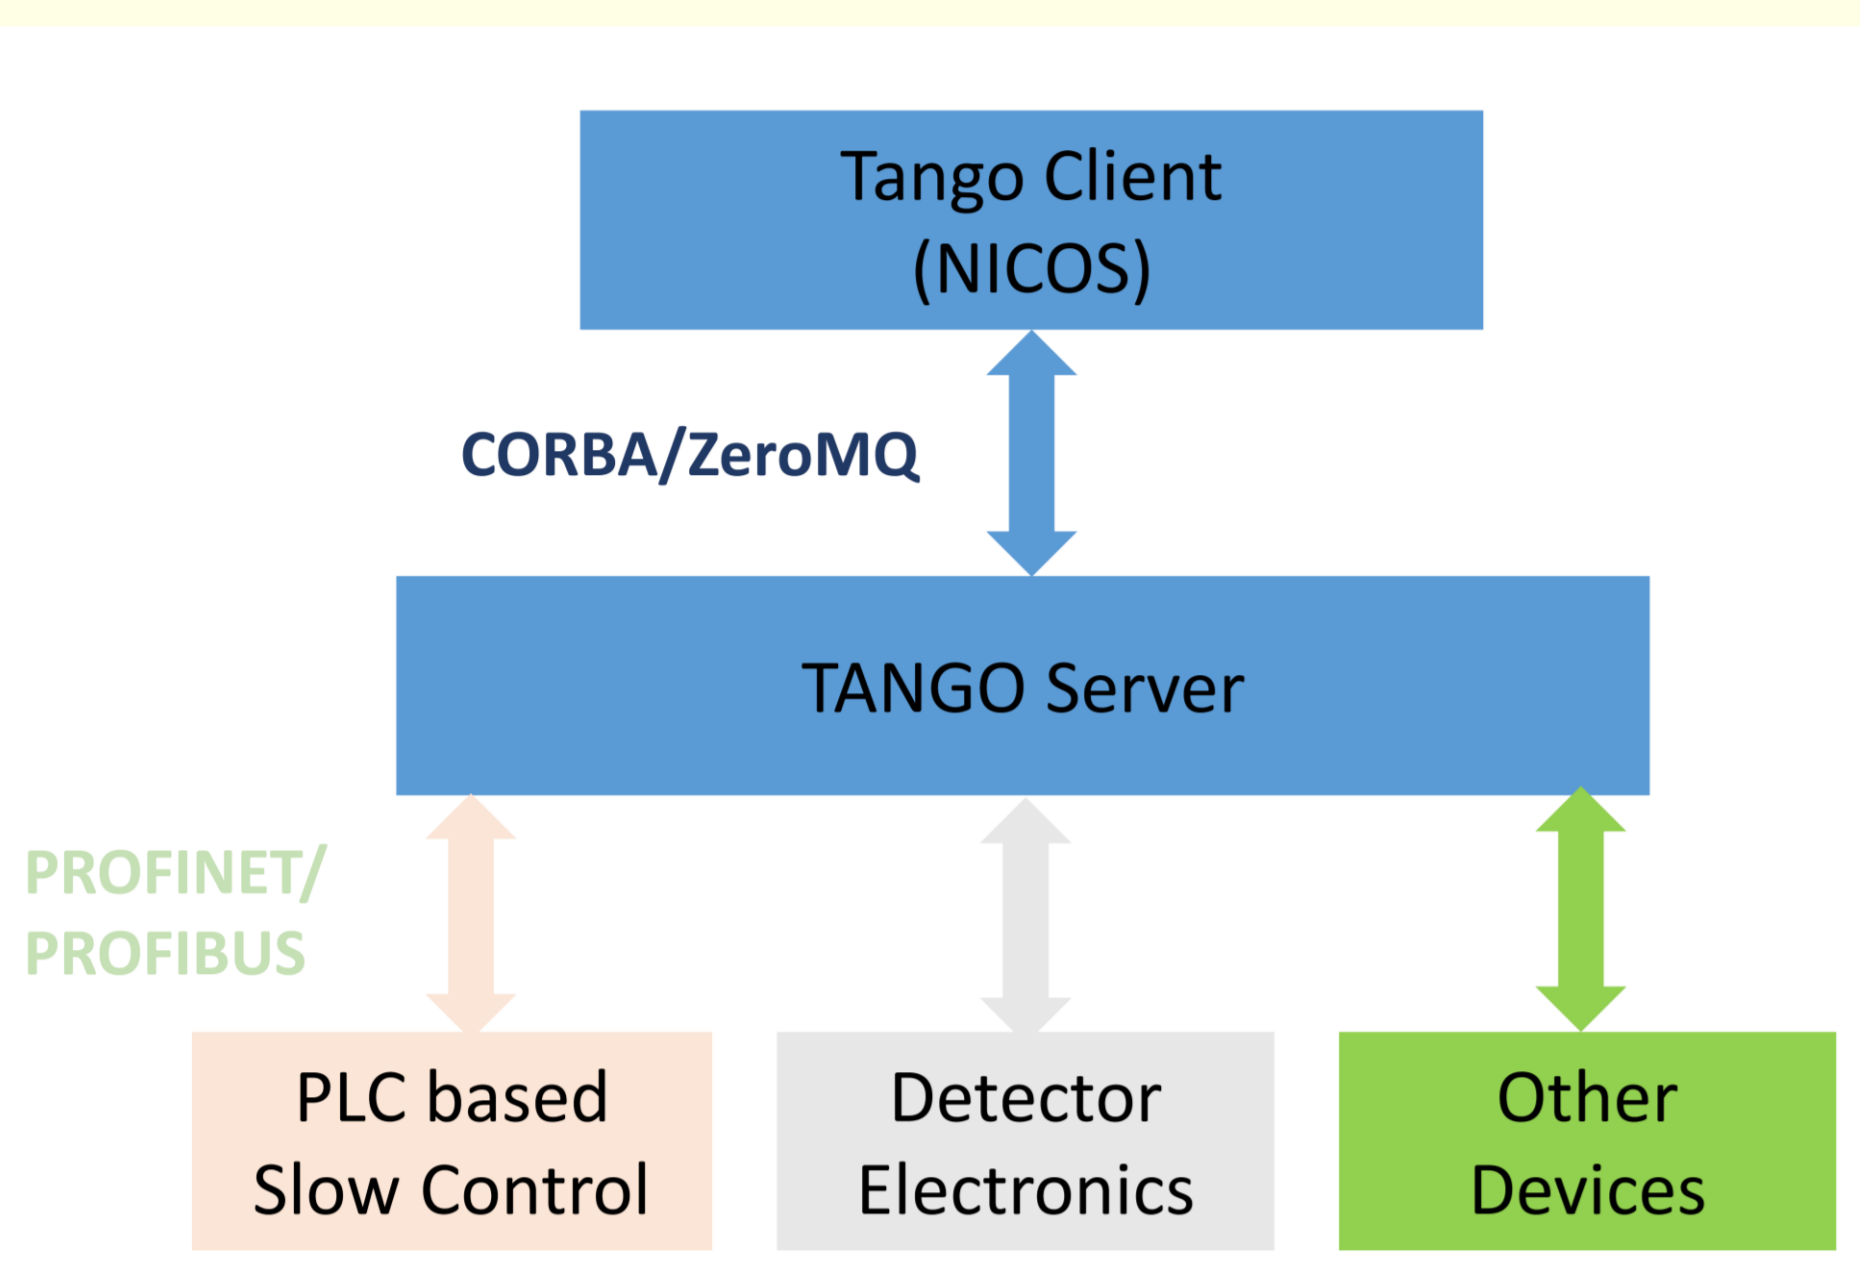 Tango Client
(NICOS)
CORBA/ZeroMQ
TANGO Server
PROFINET/
PROFIBUS
PLC based
Slow Control
Detector
Electronics
Other
Devices